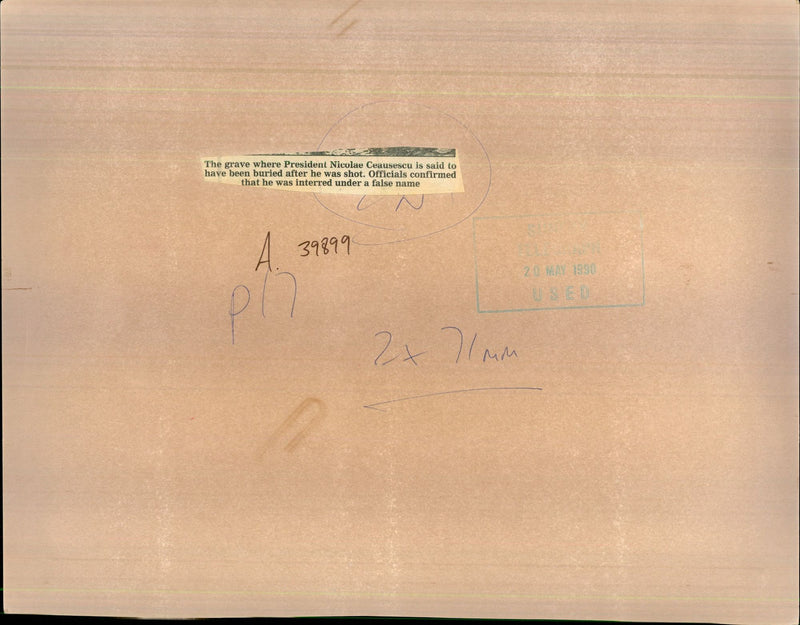 The grave where President Nicolae Ceausescu is said to
have been buried after he was shot. Officials confirmed
that he was interred under a false name
A. 39899
p17
2x 71mm
20 MAY 1990
USED